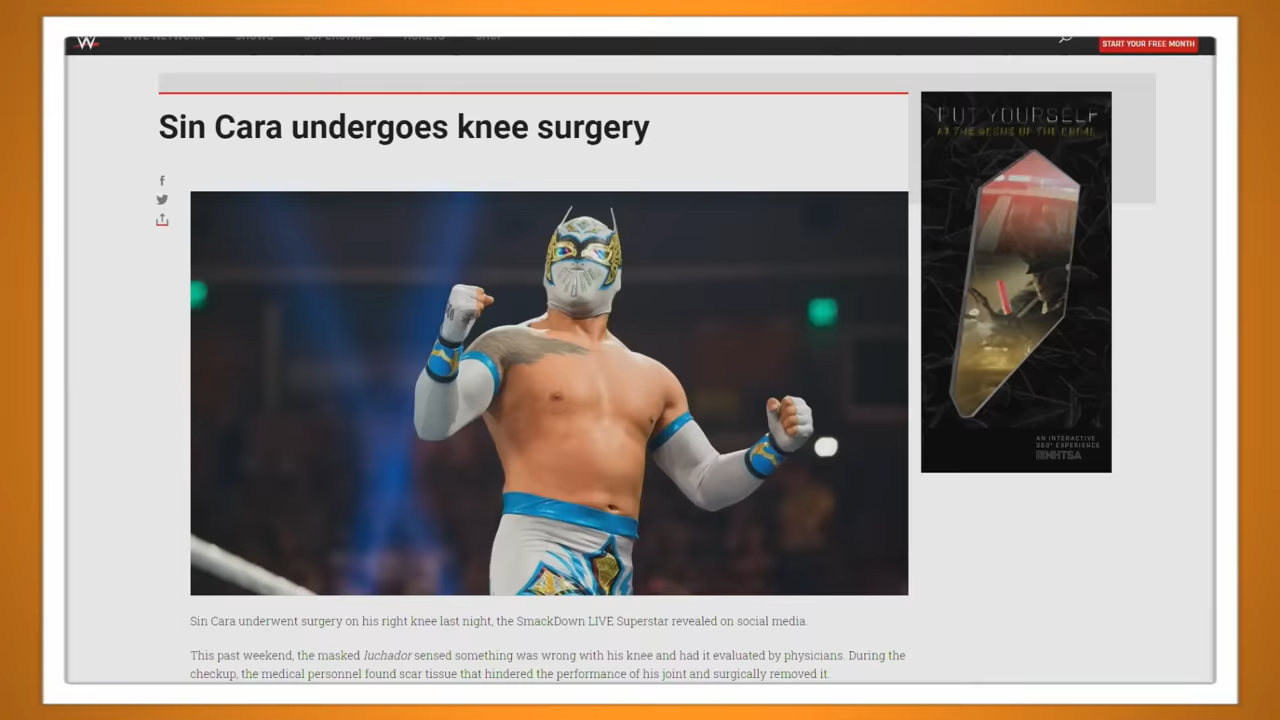 W
START YOUR FREE MONTH
Sin Cara undergoes knee surgery
PUT YOURSELF
AT THE SCENE OF THE CRIME
AN INTERACTIVE
360° EXPERIENCE
NHTSA
Sin Cara underwent surgery on his right knee last night, the SmackDown LIVE Superstar revealed on social media.
This past weekend, the masked luchador sensed something was wrong with his knee and had it evaluated by physicians. During the
checkup, the medical personnel found scar tissue that hindered the performance of his joint and surgically removed it.